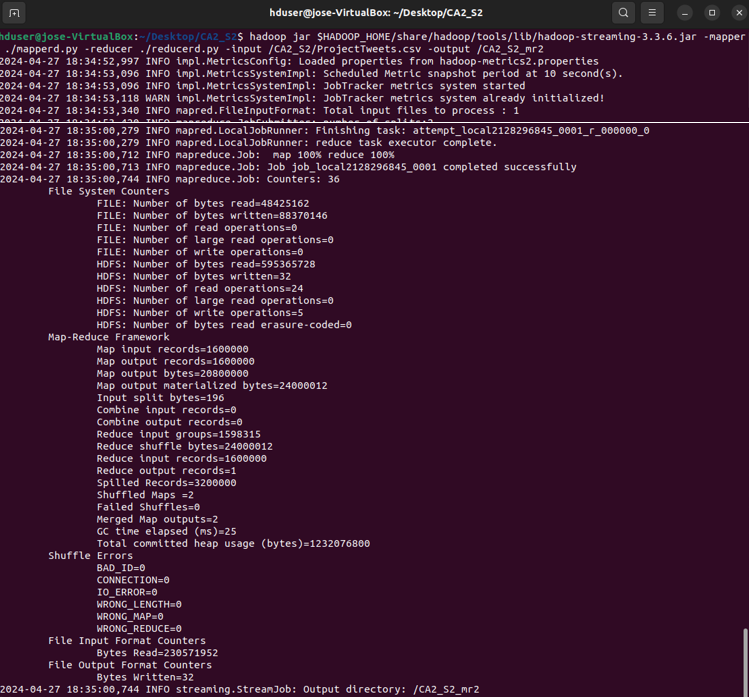 hduser@jose-VirtualBox: ~/Desktop/CA2_S2
hduser@jose-VirtualBox:~/Desktop/CA2_S2$ hadoop jar $HADOOP_HOME/share/hadoop/tools/lib/hadoop-streaming-3.3.6.jar -mapper
./mapperd.py -reducer ./reducerd.py -input /CA2_S2/ProjectTweets.csv -output /CA2_S2_mr2
2024-04-27 18:34:52,997 INFO impl.MetricsConfig: Loaded properties from hadoop-metrics2.properties
2024-04-27 18:34:53,096 INFO impl.MetricsSystemImpl: Scheduled Metric snapshot period at 10 second(s).
2024-04-27 18:34:53,096 INFO impl.MetricsSystemImpl: JobTracker metrics system started
2024-04-27 18:34:53,118 WARN impl.MetricsSystemImpl: JobTracker metrics system already initialized!
2024-04-27 18:34:53,340 INFO mapred.FileInputFormat: Total input files to process : 1
2024-04-27 18:35:00,279 INFO mapred.LocalJobRunner: Finishing task: attempt_local2128296845_0001_r_000000_0
2024-04-27 18:35:00,279 INFO mapred.LocalJobRunner: reduce task executor complete.
2024-04-27 18:35:00,712 INFO mapreduce.Job:  map 100% reduce 100%
2024-04-27 18:35:00,713 INFO mapreduce.Job: Job job_local2128296845_0001 completed successfully
2024-04-27 18:35:00,744 INFO mapreduce.Job: Counters: 36
File System Counters
FILE: Number of bytes read=48425162
FILE: Number of bytes written=88370146
FILE: Number of read operations=0
FILE: Number of large read operations=0
FILE: Number of write operations=0
HDFS: Number of bytes read=595365728
HDFS: Number of bytes written=32
HDFS: Number of read operations=24
HDFS: Number of large read operations=0
HDFS: Number of write operations=5
HDFS: Number of bytes read erasure-coded=0
Map-Reduce Framework
Map input records=1600000
Map output records=1600000
Map output bytes=20800000
Map output materialized bytes=24000012
Input split bytes=196
Combine input records=0
Combine output records=0
Reduce input groups=1598315
Reduce shuffle bytes=24000012
Reduce input records=1600000
Reduce output records=1
Spilled Records=3200000
Shuffled Maps =2
Failed Shuffles=0
Merged Map outputs=2
GC time elapsed (ms)=25
Total committed heap usage (bytes)=1232076800
Shuffle Errors
BAD_ID=0
CONNECTION=0
IO_ERROR=0
WRONG_LENGTH=0
WRONG_MAP=0
WRONG_REDUCE=0
File Input Format Counters
Bytes Read=230571952
File Output Format Counters
Bytes Written=32
2024-04-27 18:35:00,744 INFO streaming.StreamJob: Output directory: /CA2_S2_mr2